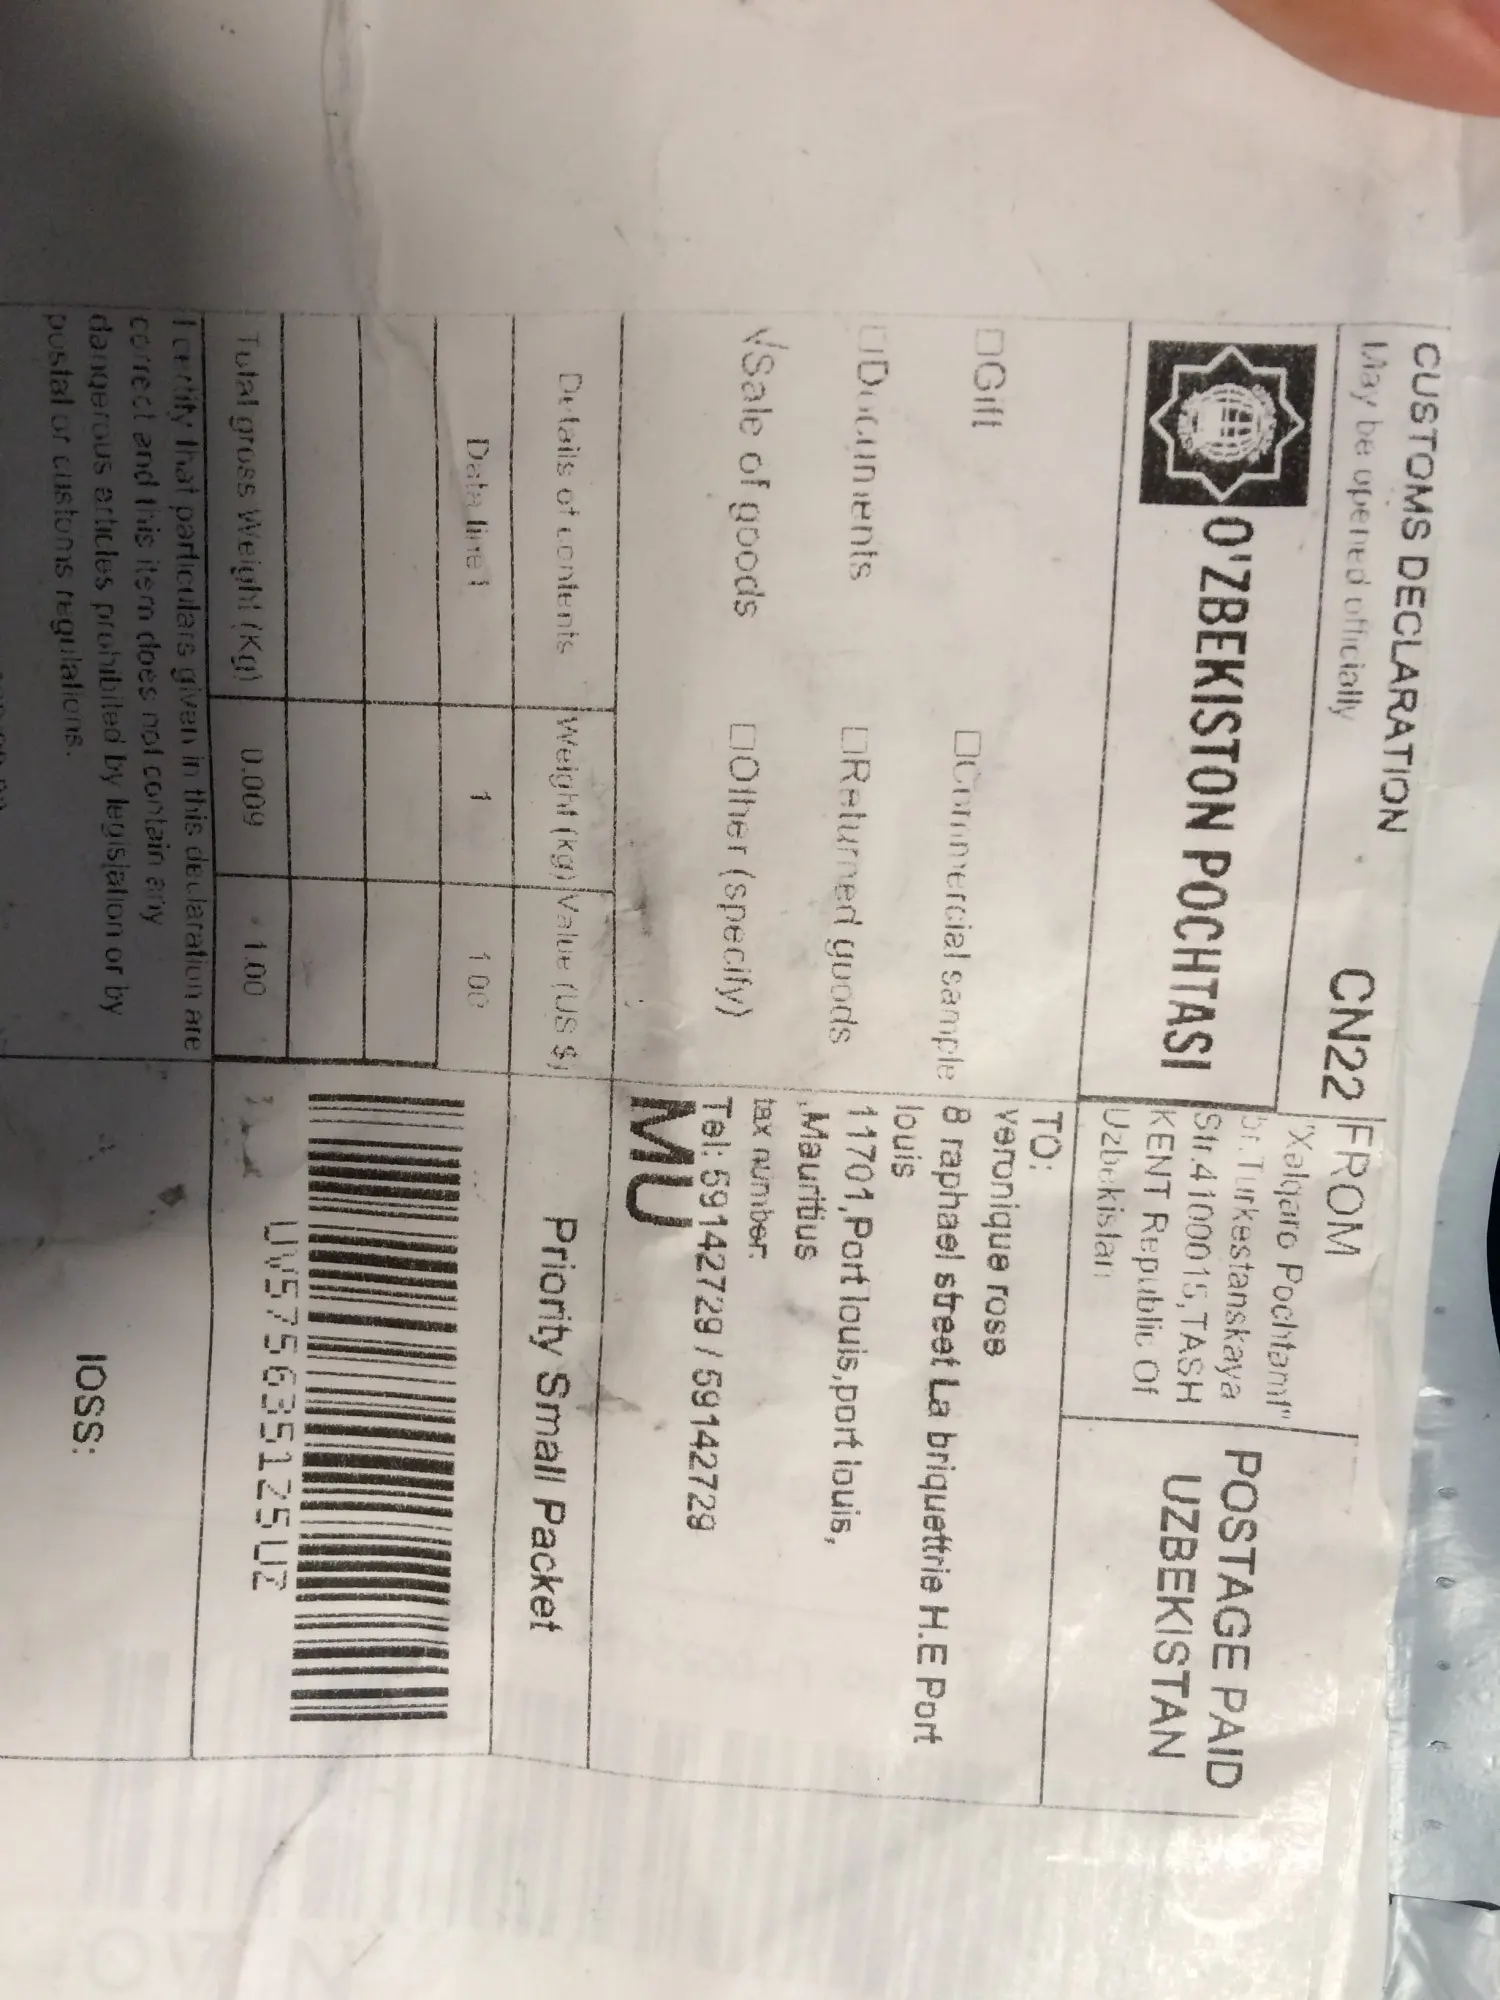 CUSTOMS DECLARATION
May be opened officially
CN22
O'ZBEKISTON POCHTASI
FROM
"Xalqaro Pochtamt"
br.Turkestanskaya
Str.4100015,TASH
KENT Republic Of
Uzbekistan
POSTAGE PAID
UZBEKISTAN
□Gift
□Commercial sample
□Documents
□Returned goods
√Sale of goods
□Other (specify)
TO:
veronique rose
8 raphael street La briquettrie H.E Port
louis
11701,Port louis,port louis,
,Mauritius
tax number:
Tel: 59142729 / 59142729
MU
Details of contents
Weight (kg)
Value (US $)
Data line1
1
1.00
Total gross Weight (Kg)
0.009
1.00
Priority Small Packet
UV575635125UZ
I certify that particulars given in this declaration are
correct and this item does not contain any
dangerous articles prohibited by legislation or by
postal or customs regulations.
IOSS: